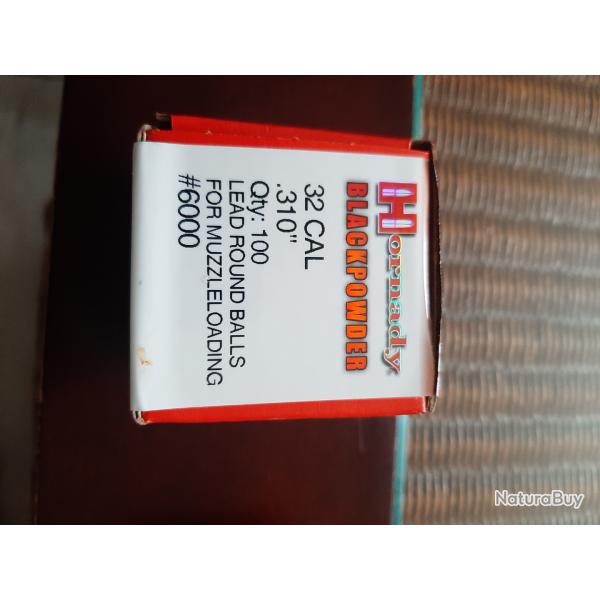 Hornady
BLACKPOWDER
32 CAL
.310"
Qty: 100
LEAD ROUND BALLS
FOR MUZZLELOADING
#6000
NaturaBuy